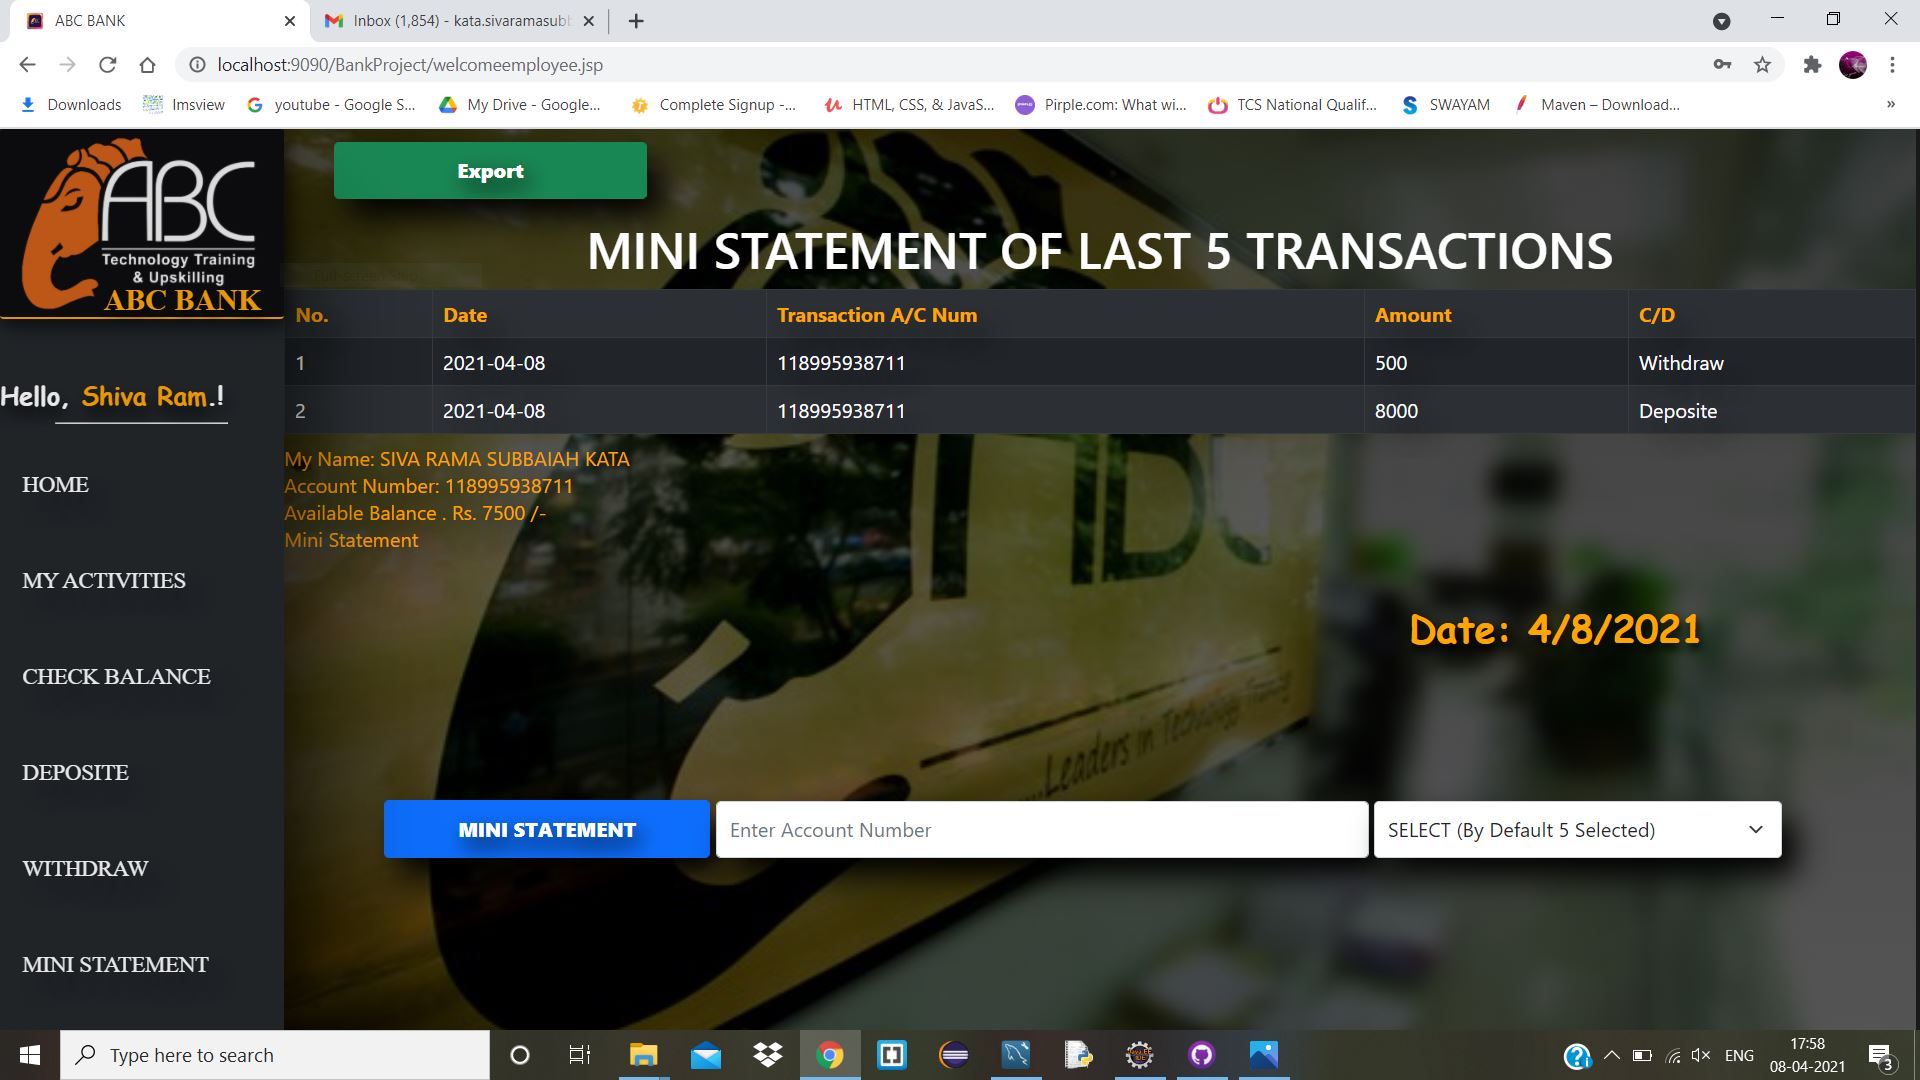 ABC BANK
Inbox (1,854) - kata.sivaramasubb
localhost:9090/BankProject/welcomeemployee.jsp
Downloads
Imsview
youtube - Google S...
My Drive - Google...
Complete Signup -...
HTML, CSS, & JavaS...
Pirple.com: What wi...
TCS National Qualif...
SWAYAM
Maven – Download...
»
ABC
Technology Training
& Upskilling
ABC BANK
Export
MINI STATEMENT OF LAST 5 TRANSACTIONS
No. Date Transaction A/C Num Amount C/D
1 2021-04-08 118995938711 500 Withdraw
2 2021-04-08 118995938711 8000 Deposite
Hello, Shiva Ram.!
HOME
MY ACTIVITIES
CHECK BALANCE
DEPOSITE
WITHDRAW
MINI STATEMENT
My Name: SIVA RAMA SUBBAIAH KATA
Account Number: 118995938711
Available Balance . Rs. 7500 /-
Mini Statement
Date: 4/8/2021
...Leaders in Technology Training
MINI STATEMENT
Enter Account Number
SELECT (By Default 5 Selected)
Type here to search
ENG
17:58
08-04-2021
3